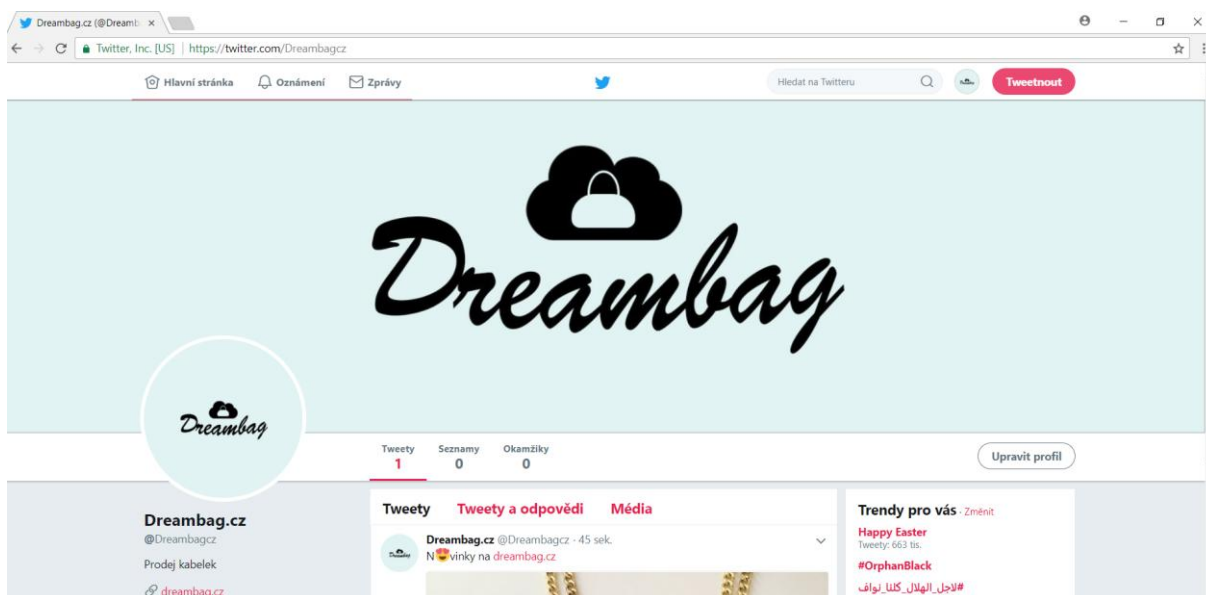 Dreambag.cz (@Dreamb
Twitter, Inc. [US] | https://twitter.com/Dreambagcz
Hlavní stránka Oznámení Zprávy Hledat na Twitteru Tweetnout
Dreambag
Dreambag
Tweety Seznamy Okamžiky
1 0 0
Upravit profil
Dreambag.cz
@Dreambagcz
Prodej kabelek
dreambag.cz
Tweety Tweety a odpovědi Média
Dreambag.cz @Dreambagcz · 45 sek.
N😍vinky na dreambag.cz
Trendy pro vás · Změnit
Happy Easter
Tweety: 663 tis.
#OrphanBlack
#لاجل_الهلال_كلنا_نواف